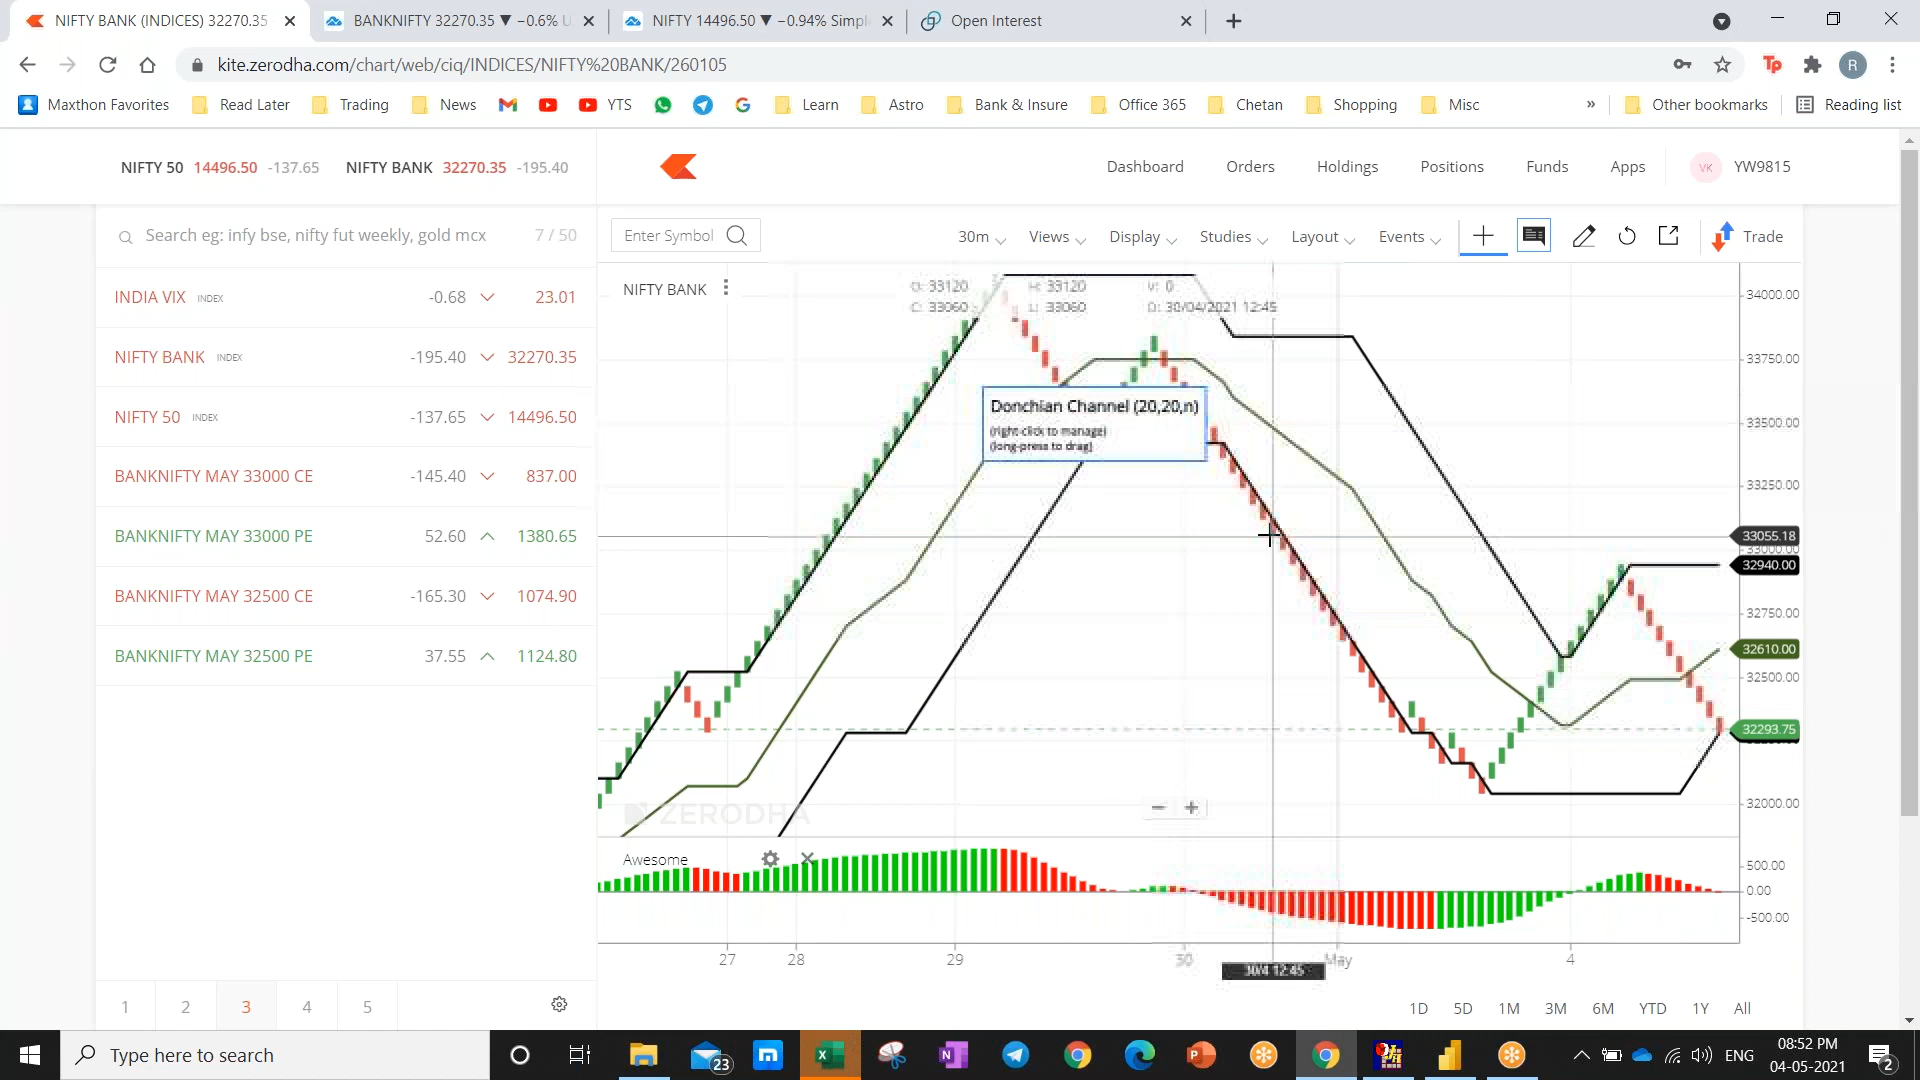 NIFTY BANK (INDICES) 32270.35
BANKNIFTY 32270.35 ▼ −0.6% U
NIFTY 14496.50 ▼ −0.94% Simpl
Open Interest
kite.zerodha.com/chart/web/ciq/INDICES/NIFTY%20BANK/260105
Tp
R
Maxthon Favorites
Read Later
Trading
News
YTS
Learn
Astro
Bank & Insure
Office 365
Chetan
Shopping
Misc
»
Other bookmarks
Reading list
NIFTY 50 14496.50 -137.65 NIFTY BANK 32270.35 -195.40
Dashboard Orders Holdings Positions Funds Apps VK YW9815
Search eg: infy bse, nifty fut weekly, gold mcx 7 / 50
INDIA VIX INDEX -0.68 23.01
NIFTY BANK INDEX -195.40 32270.35
NIFTY 50 INDEX -137.65 14496.50
BANKNIFTY MAY 33000 CE -145.40 837.00
BANKNIFTY MAY 33000 PE 52.60 1380.65
BANKNIFTY MAY 32500 CE -165.30 1074.90
BANKNIFTY MAY 32500 PE 37.55 1124.80
1 2 3 4 5
Enter Symbol 30m Views Display Studies Layout Events Trade
NIFTY BANK
O: 33120 H: 33120 V: 0
C: 33060 L: 33060 D: 30/04/2021 12:45
Donchian Channel (20,20,n)
(right-click to manage)
(long-press to drag)
34000.00
33750.00
33500.00
33250.00
33055.18
33000.00
32940.00
32750.00
32610.00
32500.00
32293.75
32000.00
ZERODHA
− +
Awesome
500.00
0.00
-500.00
27 28 29 30 May 4
30/4 12:45
1D 5D 1M 3M 6M YTD 1Y All
Type here to search
23
ENG
08:52 PM
04-05-2021
2